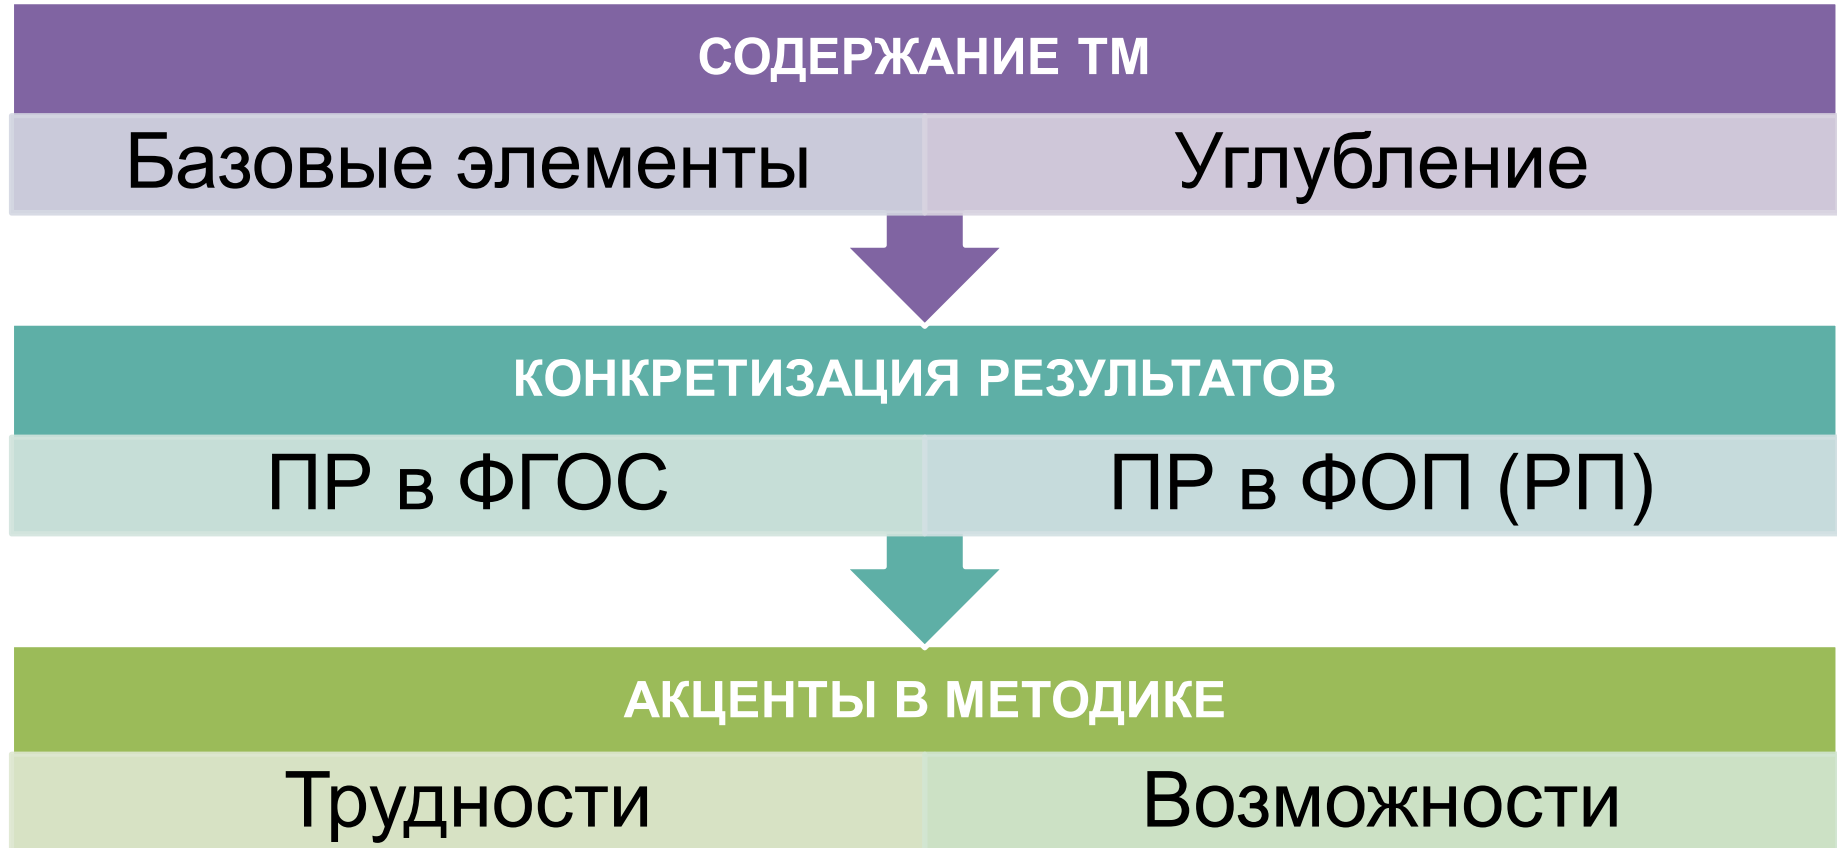 СОДЕРЖАНИЕ ТМ
Базовые элементы
Углубление
КОНКРЕТИЗАЦИЯ РЕЗУЛЬТАТОВ
ПР в ФГОС
ПР в ФОП (РП)
АКЦЕНТЫ В МЕТОДИКЕ
Трудности
Возможности